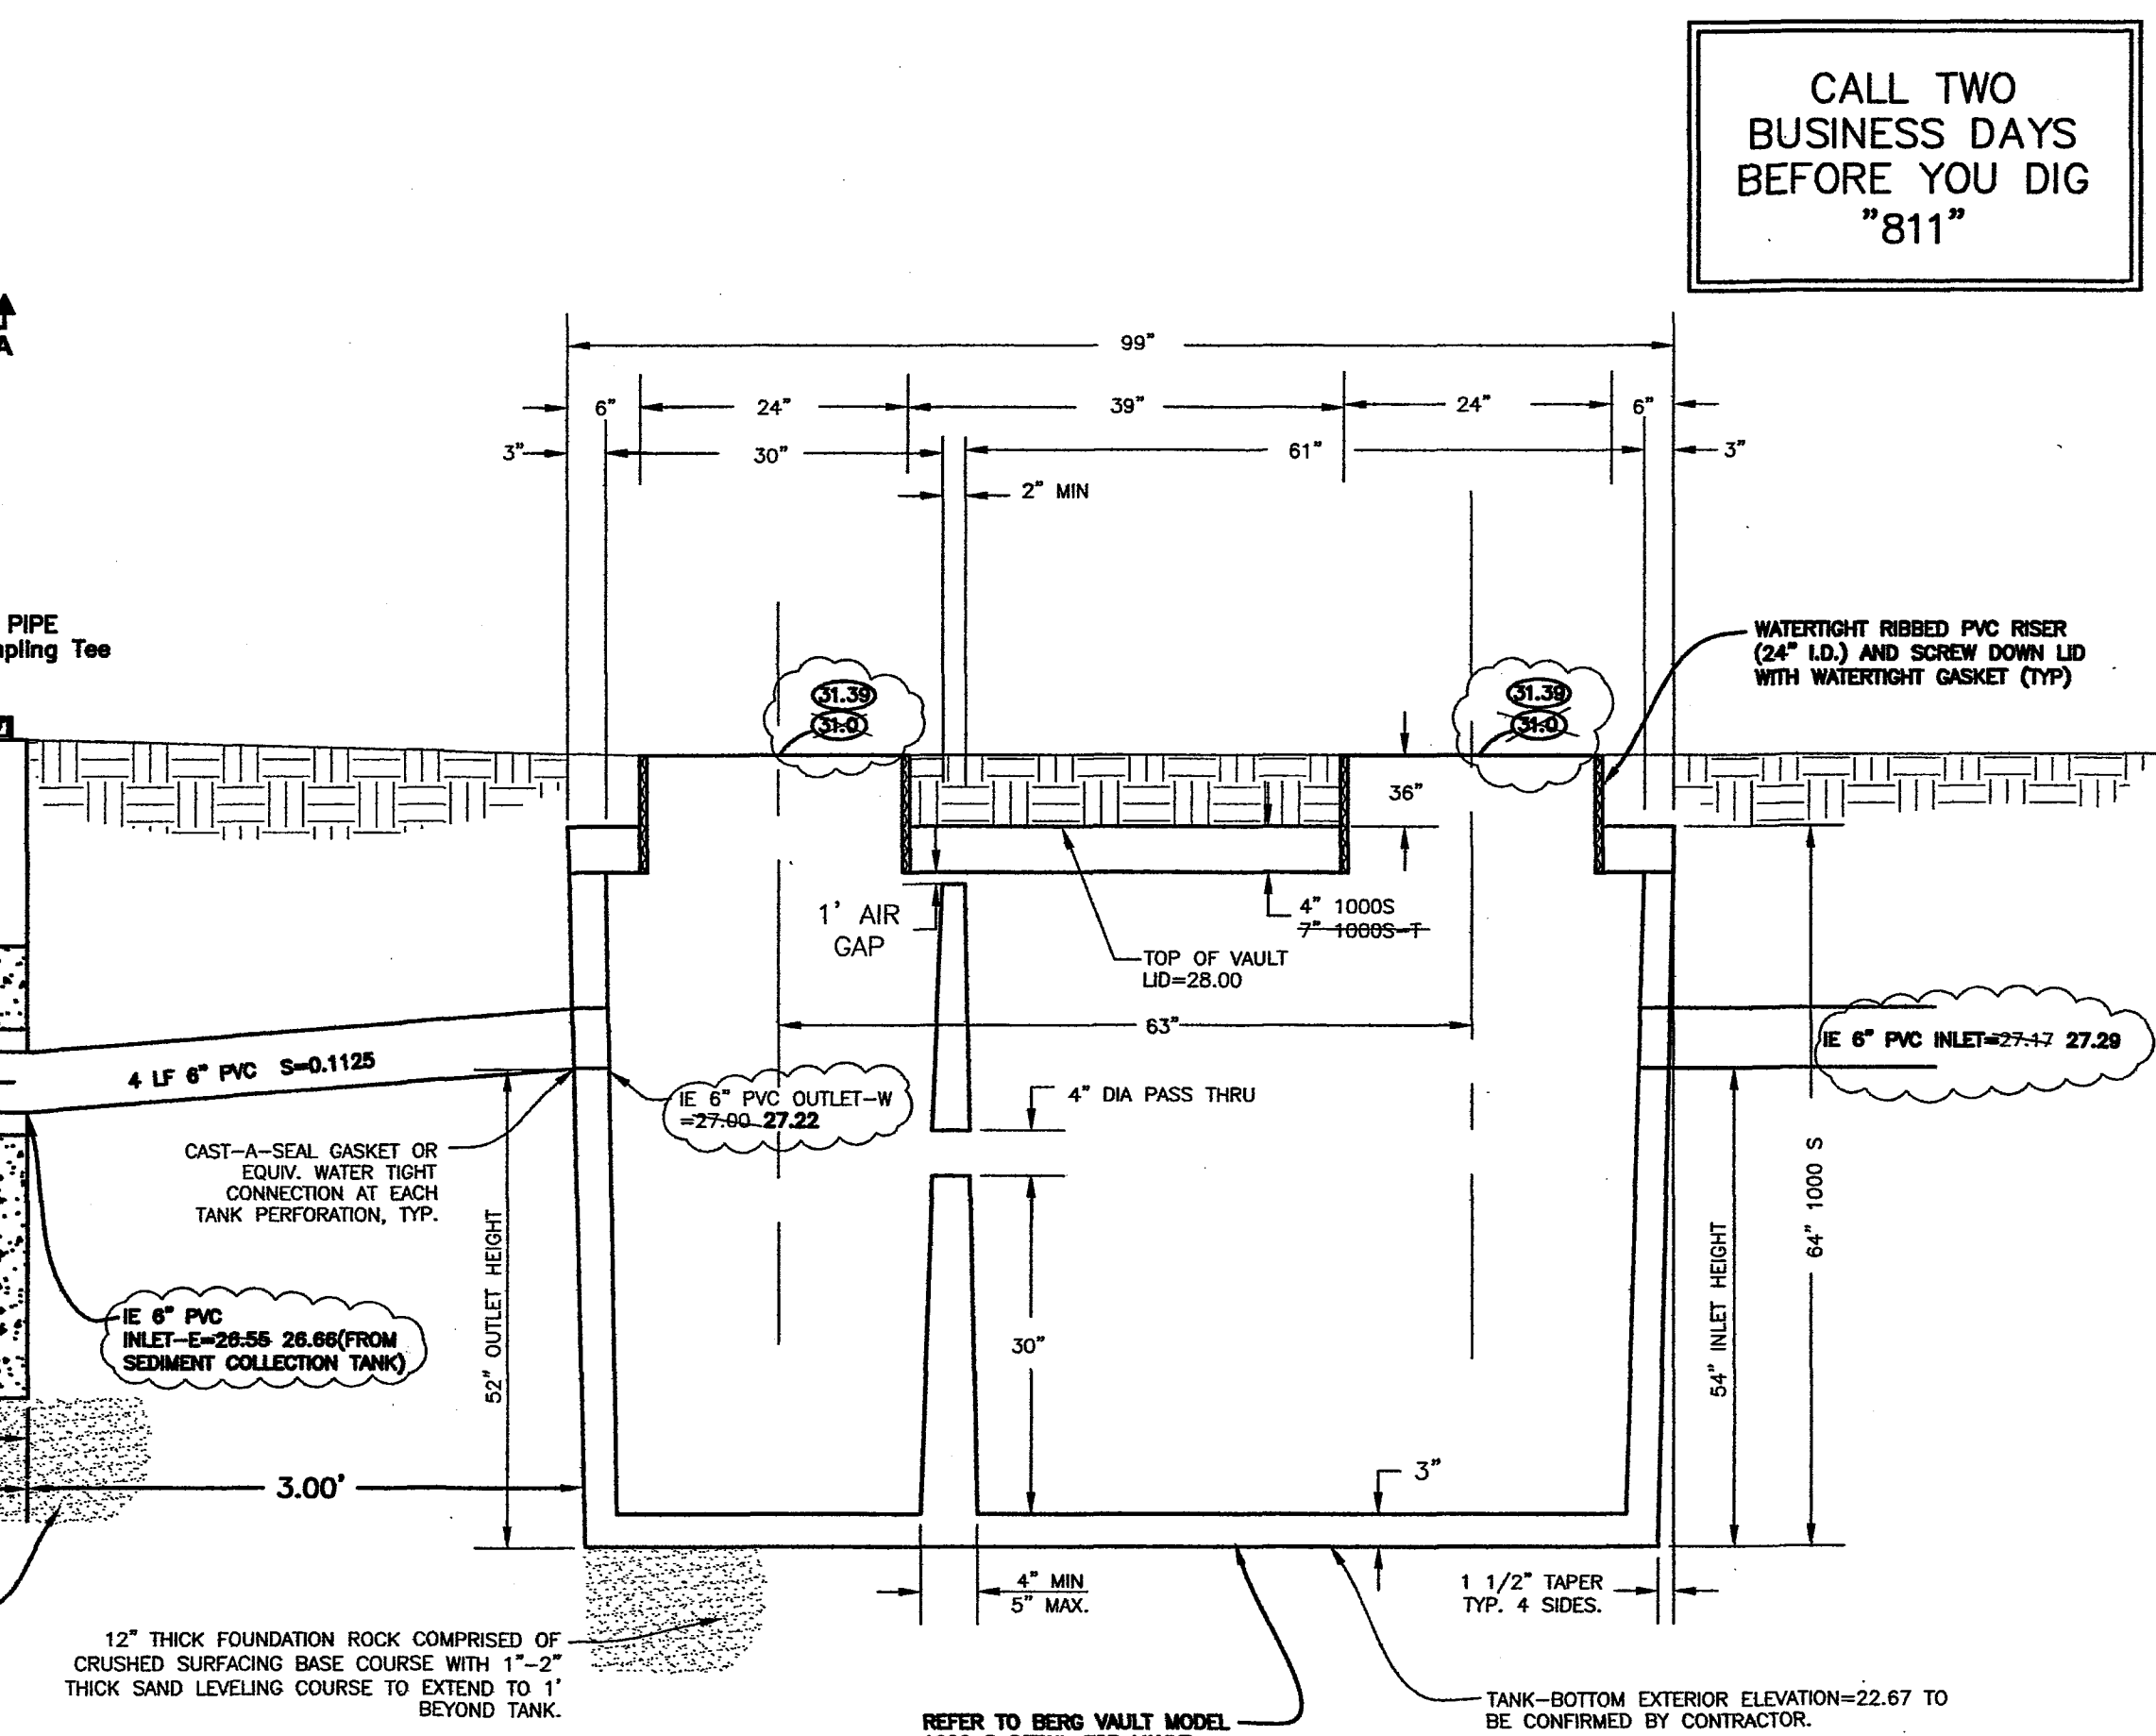 CALL TWO
BUSINESS DAYS
BEFORE YOU DIG
"811"
A
99"
6"
24"
39"
24"
6"
3"
30"
61"
3"
2" MIN
PIPE
mpling Tee
WATERTIGHT RIBBED PVC RISER
(24" I.D.) AND SCREW DOWN LID
WITH WATERTIGHT GASKET (TYP)
31.39
31.0
31.39
31.0
36"
1' AIR
GAP
4" 1000S
7" 1000S-T
TOP OF VAULT
LID=28.00
63"
IE 6" PVC INLET=27.17 27.29
4 LF 6" PVC S=0.1125
IE 6" PVC OUTLET-W
=27.00 27.22
4" DIA PASS THRU
CAST-A-SEAL GASKET OR
EQUIV. WATER TIGHT
CONNECTION AT EACH
TANK PERFORATION, TYP.
52" OUTLET HEIGHT
54" INLET HEIGHT
64" 1000 S
IE 6" PVC
INLET-E=26.55 26.66(FROM
SEDIMENT COLLECTION TANK)
30"
3.00'
3"
4" MIN
5" MAX.
1 1/2" TAPER
TYP. 4 SIDES.
12" THICK FOUNDATION ROCK COMPRISED OF
CRUSHED SURFACING BASE COURSE WITH 1"-2"
THICK SAND LEVELING COURSE TO EXTEND TO 1'
BEYOND TANK.
REFER TO BERG VAULT MODEL
TANK-BOTTOM EXTERIOR ELEVATION=22.67 TO
BE CONFIRMED BY CONTRACTOR.